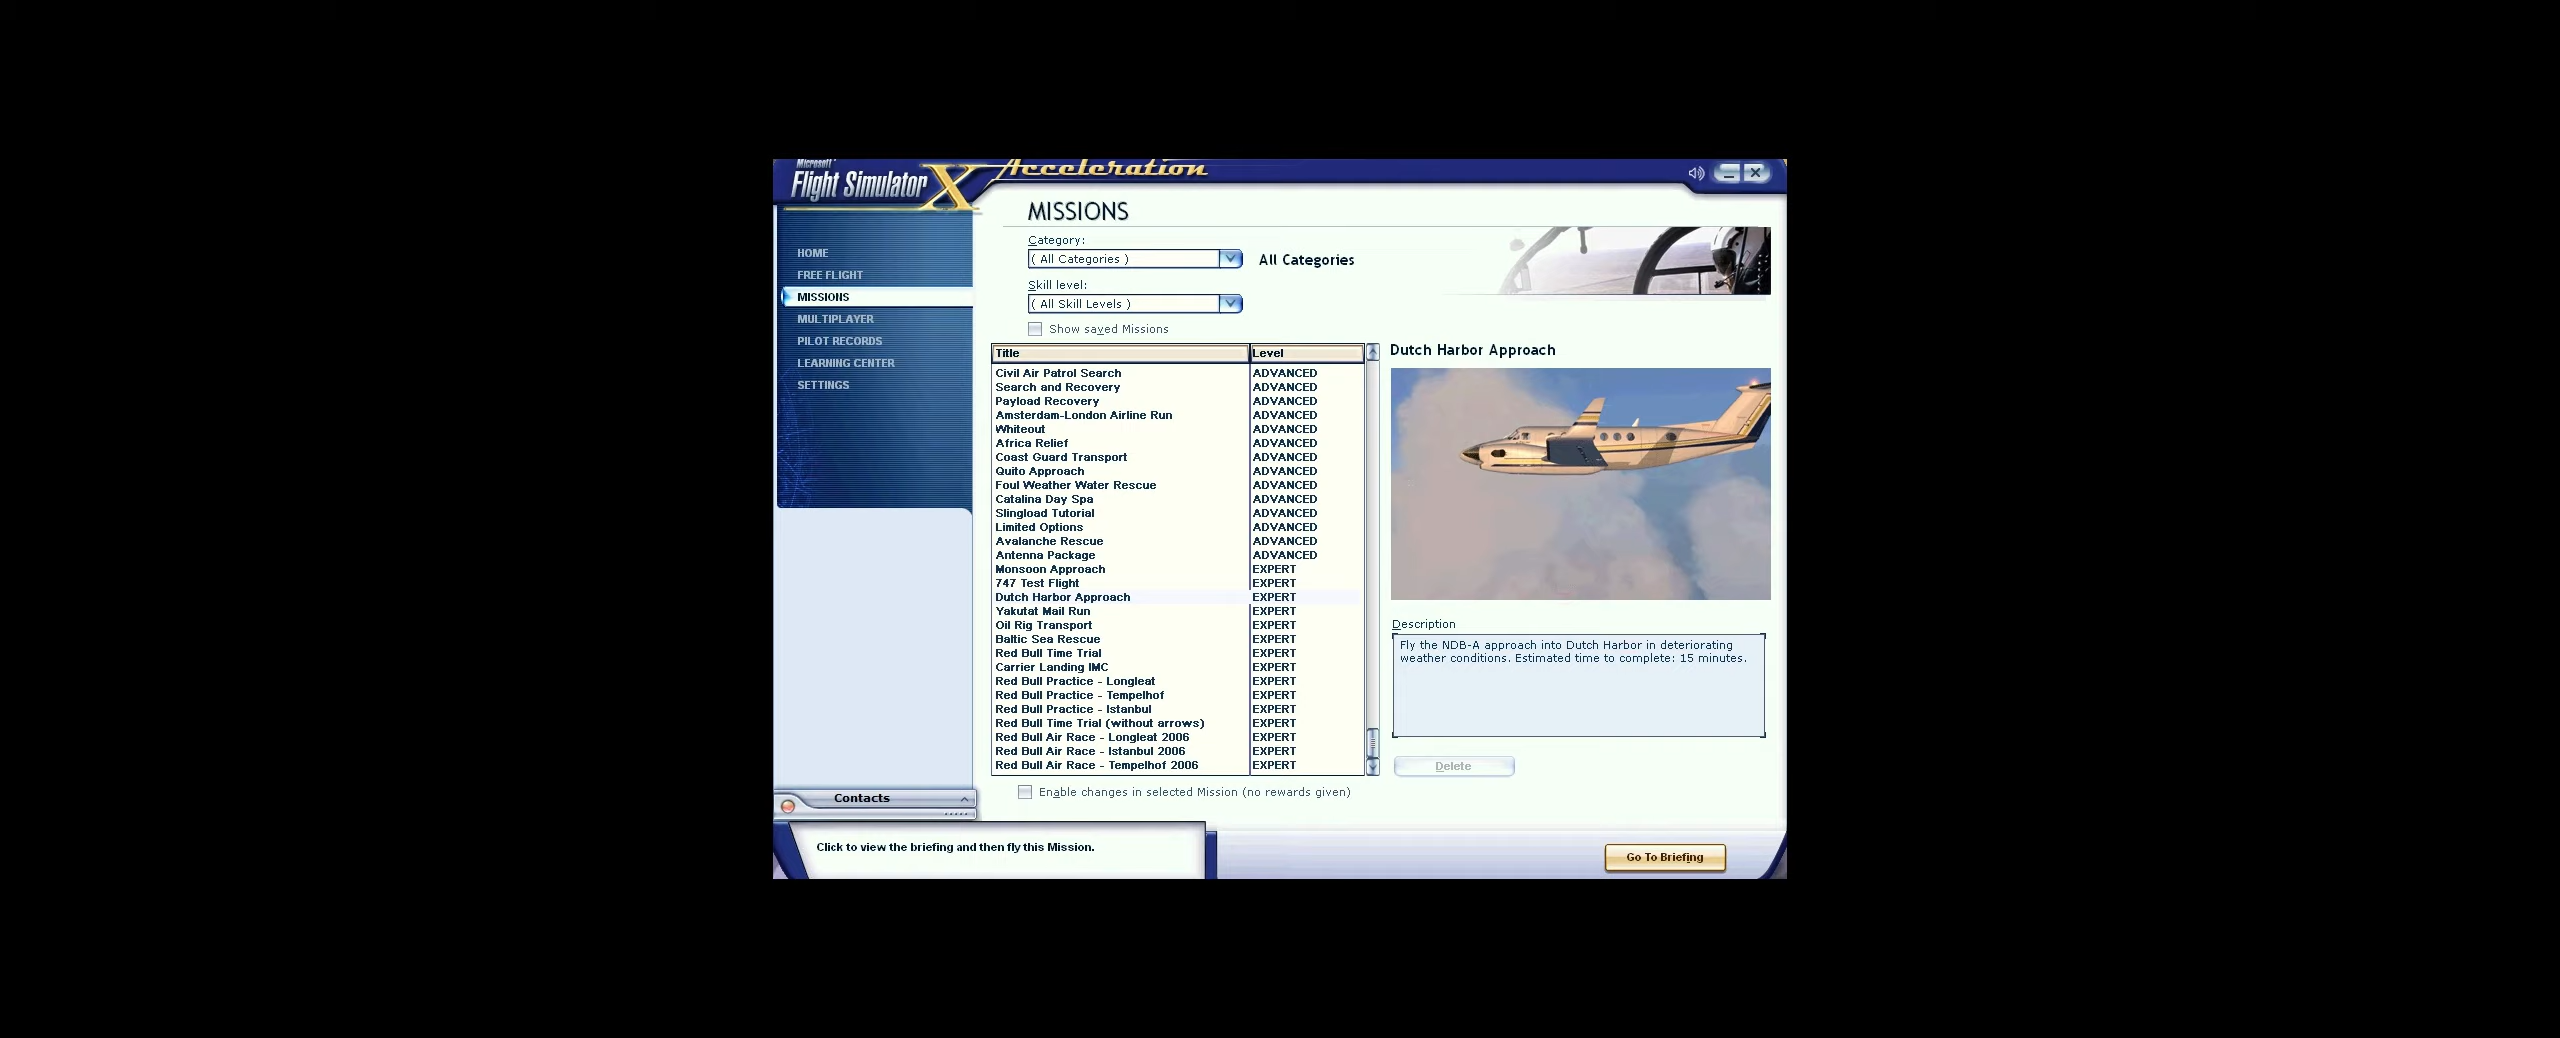 Microsoft
Flight Simulator X
Acceleration
MISSIONS
HOME
FREE FLIGHT
MISSIONS
MULTIPLAYER
PILOT RECORDS
LEARNING CENTER
SETTINGS
Category:
( All Categories )
All Categories
Skill level:
( All Skill Levels )
Show saved Missions
Title Level
Civil Air Patrol Search ADVANCED
Search and Recovery ADVANCED
Payload Recovery ADVANCED
Amsterdam-London Airline Run ADVANCED
Whiteout ADVANCED
Africa Relief ADVANCED
Coast Guard Transport ADVANCED
Quito Approach ADVANCED
Foul Weather Water Rescue ADVANCED
Catalina Day Spa ADVANCED
Slingload Tutorial ADVANCED
Limited Options ADVANCED
Avalanche Rescue ADVANCED
Antenna Package ADVANCED
Monsoon Approach EXPERT
747 Test Flight EXPERT
Dutch Harbor Approach EXPERT
Yakutat Mail Run EXPERT
Oil Rig Transport EXPERT
Baltic Sea Rescue EXPERT
Red Bull Time Trial EXPERT
Carrier Landing IMC EXPERT
Red Bull Practice - Longleat EXPERT
Red Bull Practice - Tempelhof EXPERT
Red Bull Practice - Istanbul EXPERT
Red Bull Time Trial (without arrows) EXPERT
Red Bull Air Race - Longleat 2006 EXPERT
Red Bull Air Race - Istanbul 2006 EXPERT
Red Bull Air Race - Tempelhof 2006 EXPERT
Enable changes in selected Mission (no rewards given)
Dutch Harbor Approach
Description
Fly the NDB-A approach into Dutch Harbor in deteriorating
weather conditions. Estimated time to complete: 15 minutes.
Delete
Contacts
Click to view the briefing and then fly this Mission.
Go To Briefing